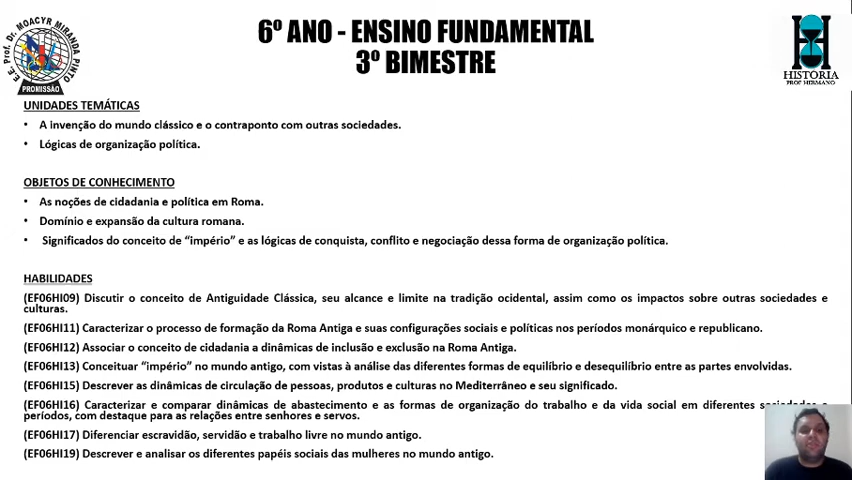 E.E. Prof. Dr. MOACYR MIRANDA PINTO
PROMISSÃO
6º ANO - ENSINO FUNDAMENTAL
3º BIMESTRE
HISTORIA
PROF HERMANO
UNIDADES TEMÁTICAS
• A invenção do mundo clássico e o contraponto com outras sociedades.
• Lógicas de organização política.
OBJETOS DE CONHECIMENTO
• As noções de cidadania e política em Roma.
• Domínio e expansão da cultura romana.
• Significados do conceito de “império” e as lógicas de conquista, conflito e negociação dessa forma de organização política.
HABILIDADES
(EF06HI09) Discutir o conceito de Antiguidade Clássica, seu alcance e limite na tradição ocidental, assim como os impactos sobre outras sociedades e
culturas.
(EF06HI11) Caracterizar o processo de formação da Roma Antiga e suas configurações sociais e políticas nos períodos monárquico e republicano.
(EF06HI12) Associar o conceito de cidadania a dinâmicas de inclusão e exclusão na Roma Antiga.
(EF06HI13) Conceituar “império” no mundo antigo, com vistas à análise das diferentes formas de equilíbrio e desequilíbrio entre as partes envolvidas.
(EF06HI15) Descrever as dinâmicas de circulação de pessoas, produtos e culturas no Mediterrâneo e seu significado.
(EF06HI16) Caracterizar e comparar dinâmicas de abastecimento e as formas de organização do trabalho e da vida social em diferentes sociedades e
períodos, com destaque para as relações entre senhores e servos.
(EF06HI17) Diferenciar escravidão, servidão e trabalho livre no mundo antigo.
(EF06HI19) Descrever e analisar os diferentes papéis sociais das mulheres no mundo antigo.